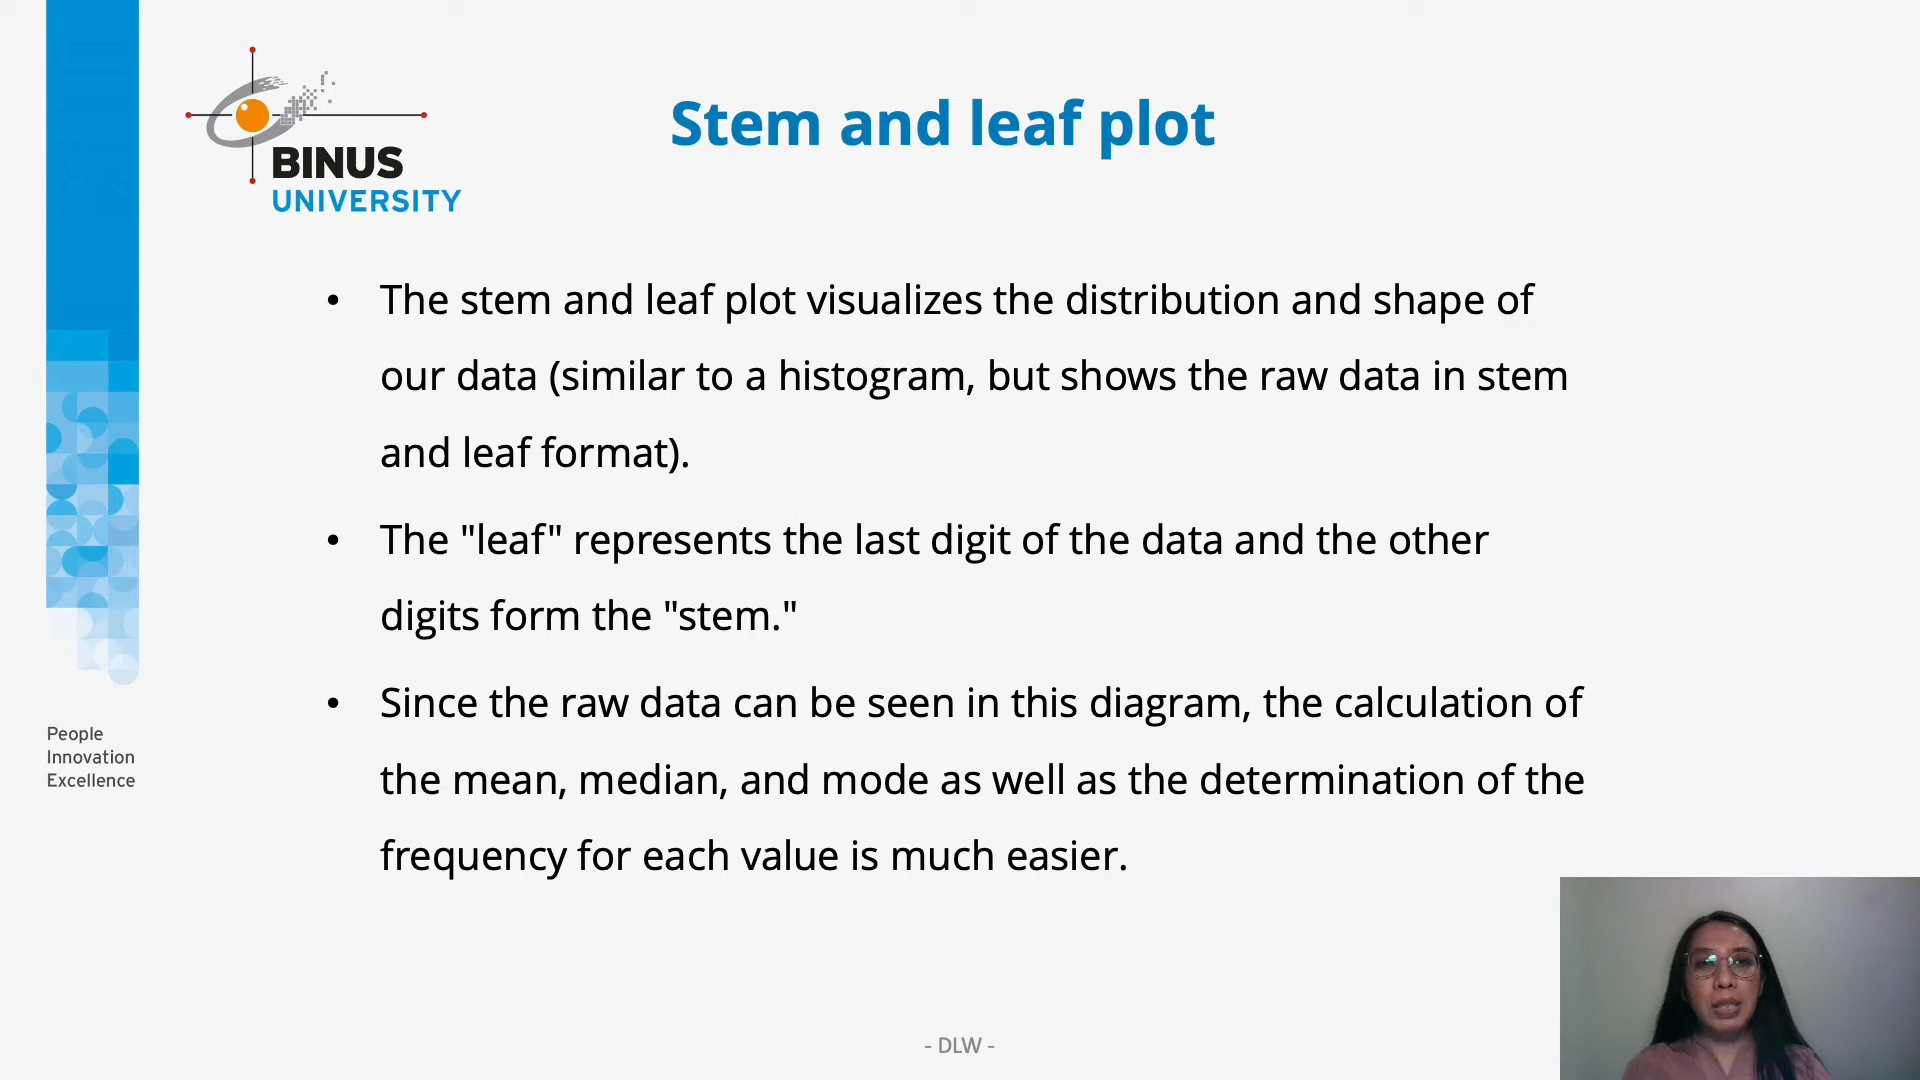 BINUS
UNIVERSITY
Stem and leaf plot
• The stem and leaf plot visualizes the distribution and shape of
our data (similar to a histogram, but shows the raw data in stem
and leaf format).
• The "leaf" represents the last digit of the data and the other
digits form the "stem."
• Since the raw data can be seen in this diagram, the calculation of
the mean, median, and mode as well as the determination of the
frequency for each value is much easier.
People
Innovation
Excellence
- DLW -